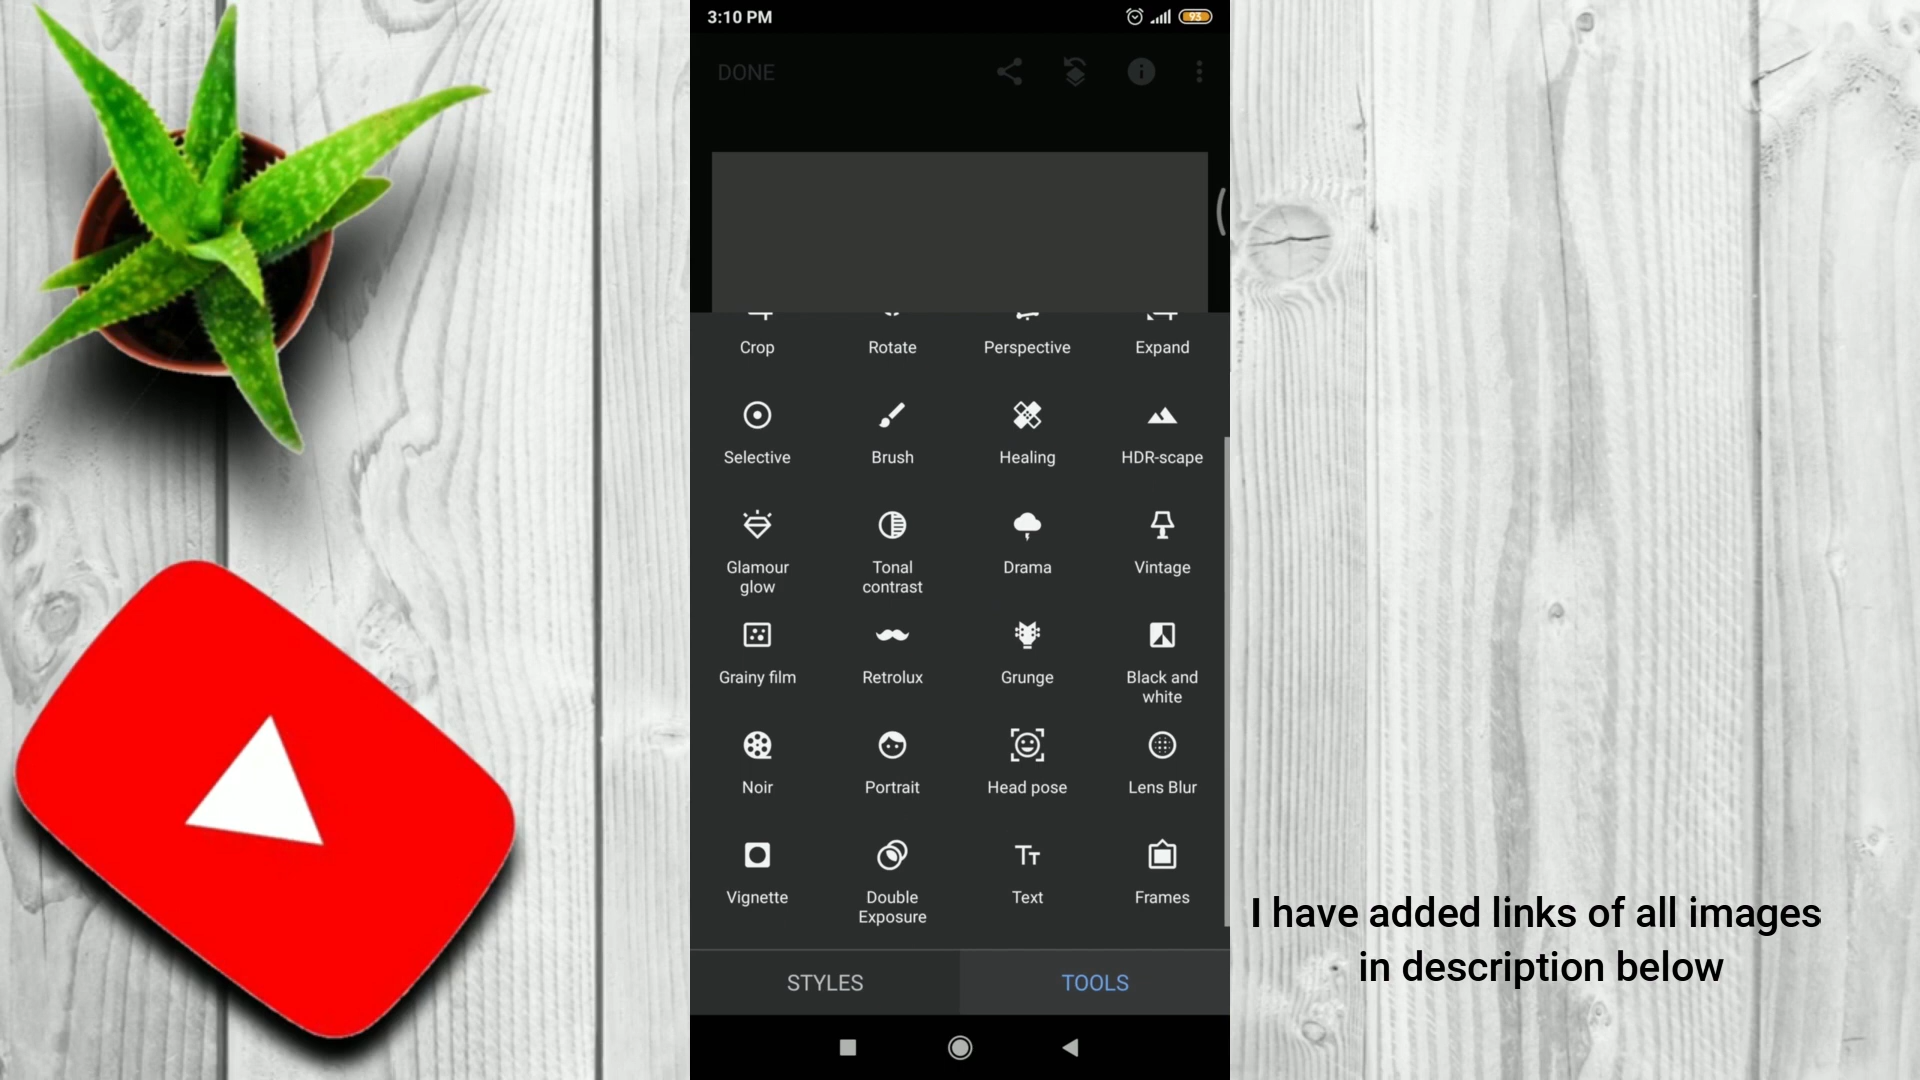 3:10 PM
93
DONE
Crop
Rotate
Perspective
Expand
Selective
Brush
Healing
HDR-scape
Glamour
glow
Tonal
contrast
Drama
Vintage
Grainy film
Retrolux
Grunge
Black and
white
Noir
Portrait
Head pose
Lens Blur
Vignette
Double
Exposure
Text
Frames
STYLES
TOOLS
I have added links of all images
in description below